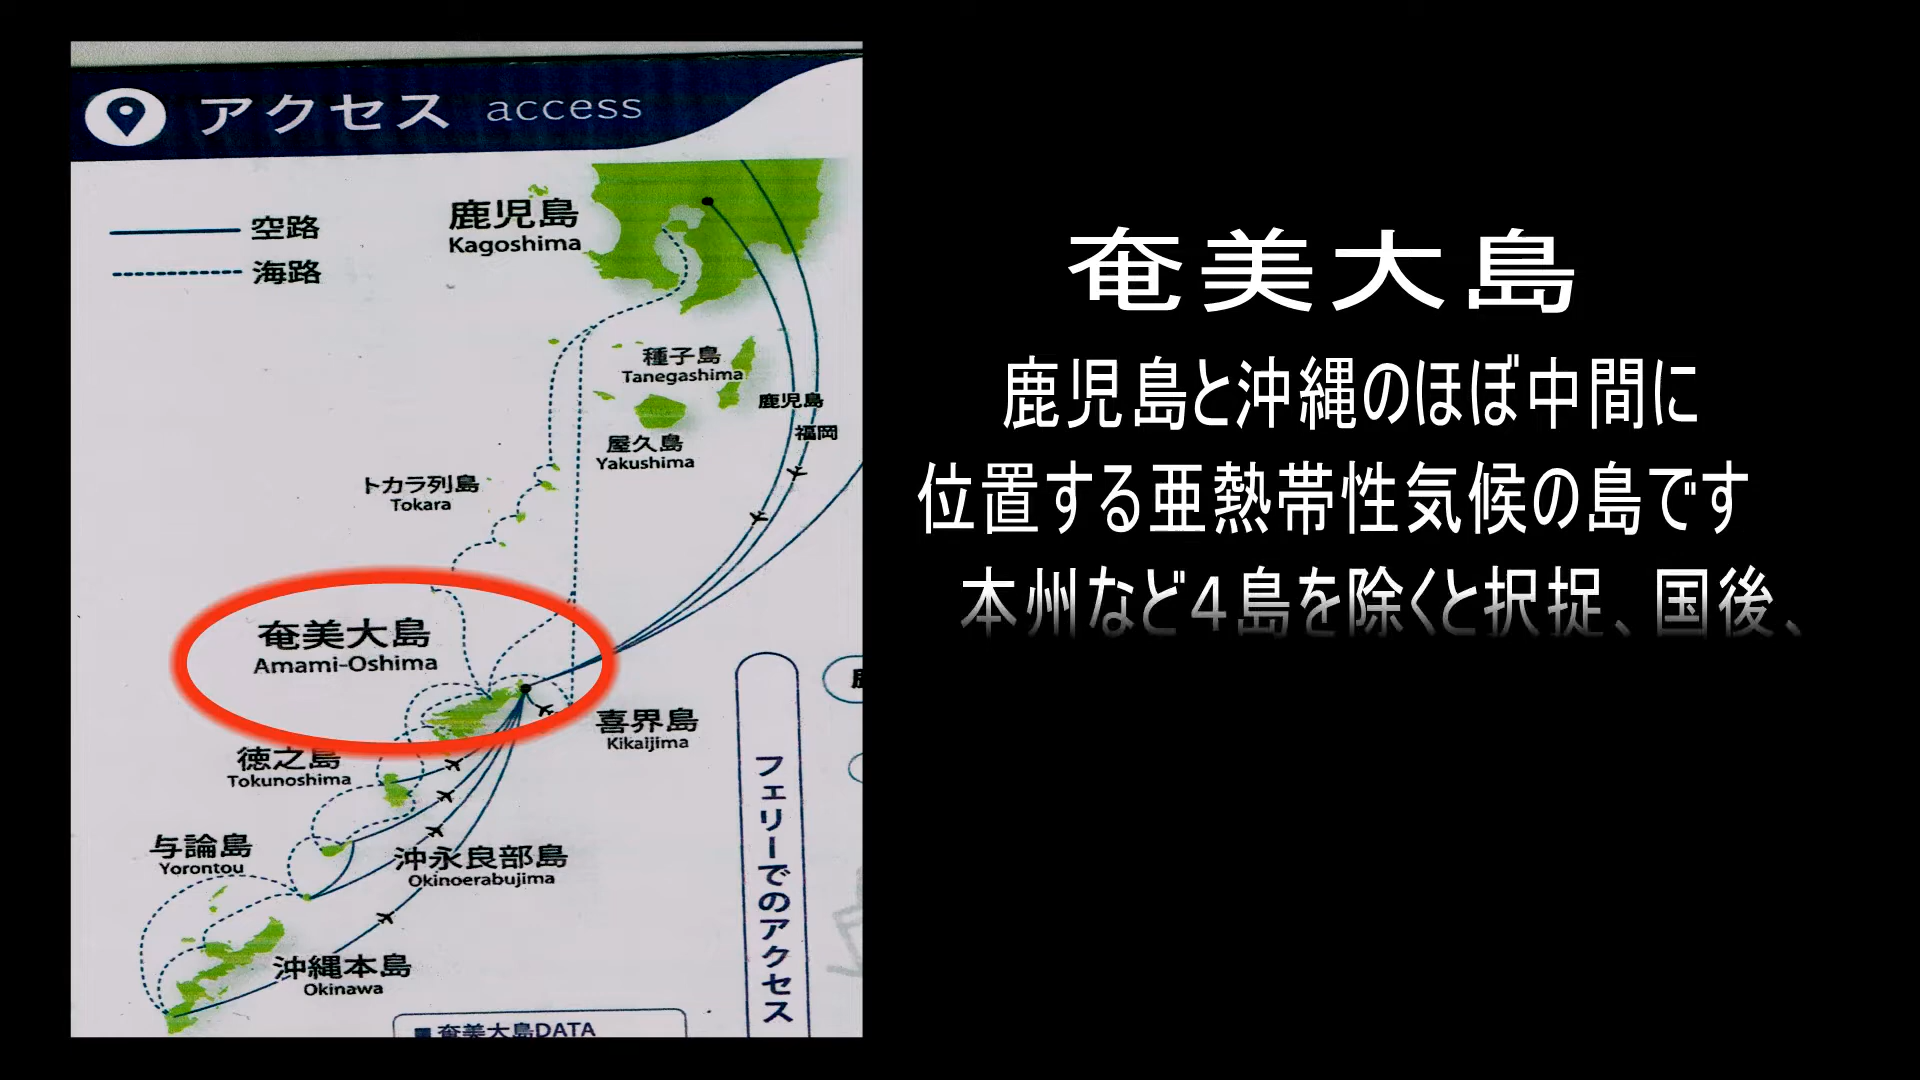 アクセス access
空路
海路
鹿児島
Kagoshima
種子島
Tanegashima
鹿児島
福岡
屋久島
Yakushima
トカラ列島
Tokara
奄美大島
Amami-Oshima
喜界島
Kikaijima
徳之島
Tokunoshima
与論島
Yorontou
沖永良部島
Okinoerabujima
沖縄本島
Okinawa
フェリーでのアクセス
■奄美大島DATA
奄美大島
鹿児島と沖縄のほぼ中間に
位置する亜熱帯性気候の島です
本州など4島を除くと択捉、国後、